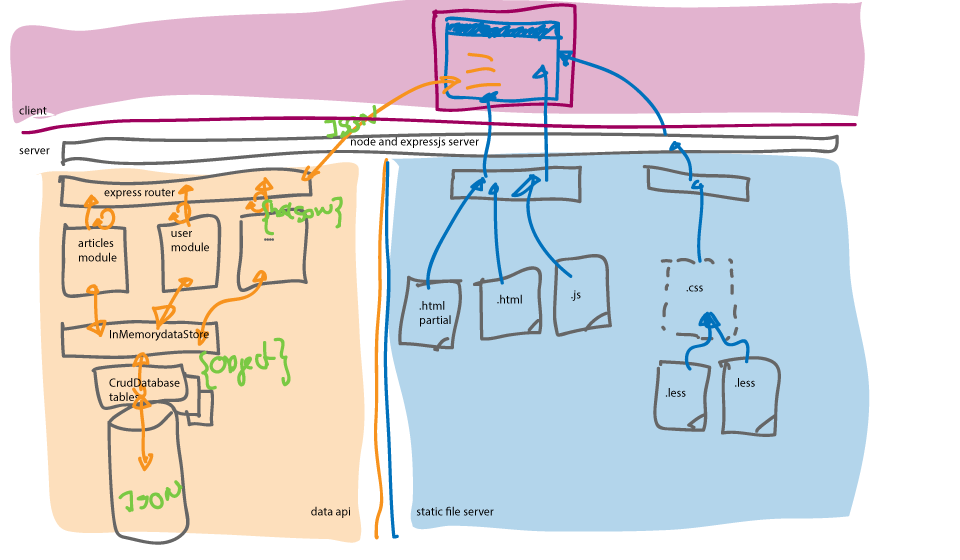 client
JSON
server
node and expressjs server
express router
articles
module
user
module
....
InMemorydataStore
{Object}
CrudDatabase
tables
JSON
data api
.html
partial
.html
.js
.css
.less
.less
static file server